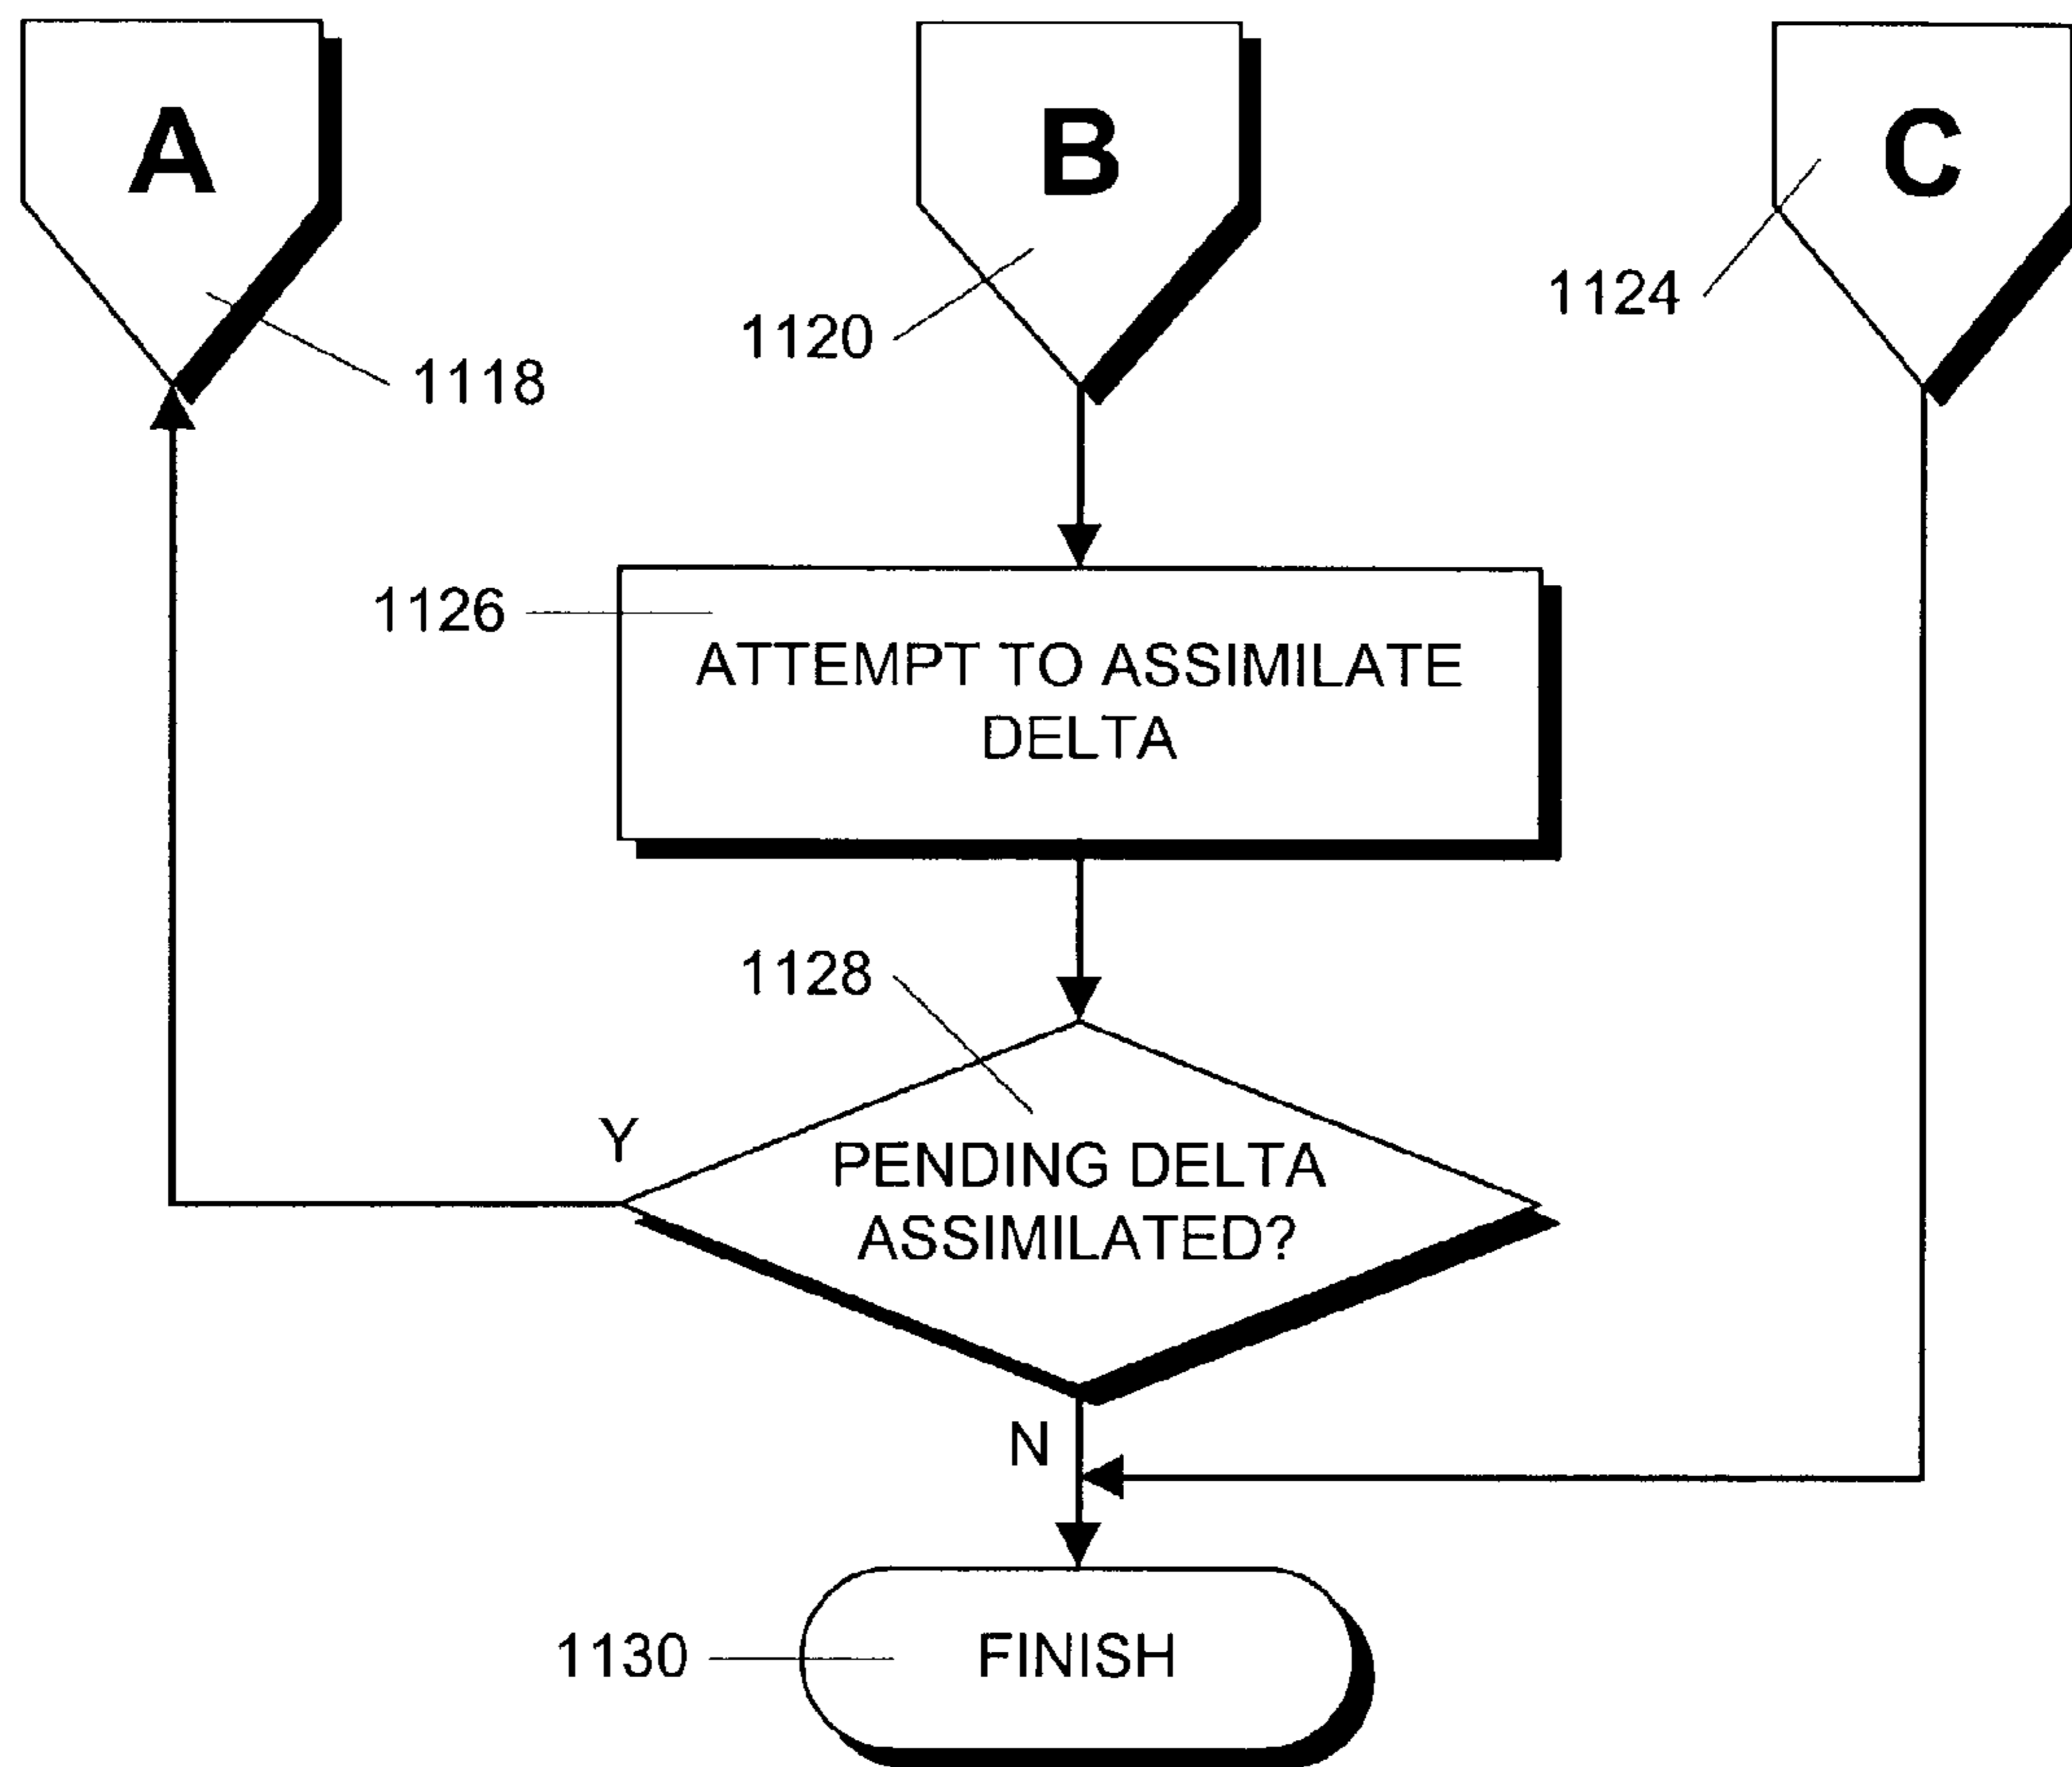 A
B
C
1118
1120
1124
1126
ATTEMPT TO ASSIMILATE
DELTA
1128
Y
PENDING DELTA
ASSIMILATED?
N
1130
FINISH